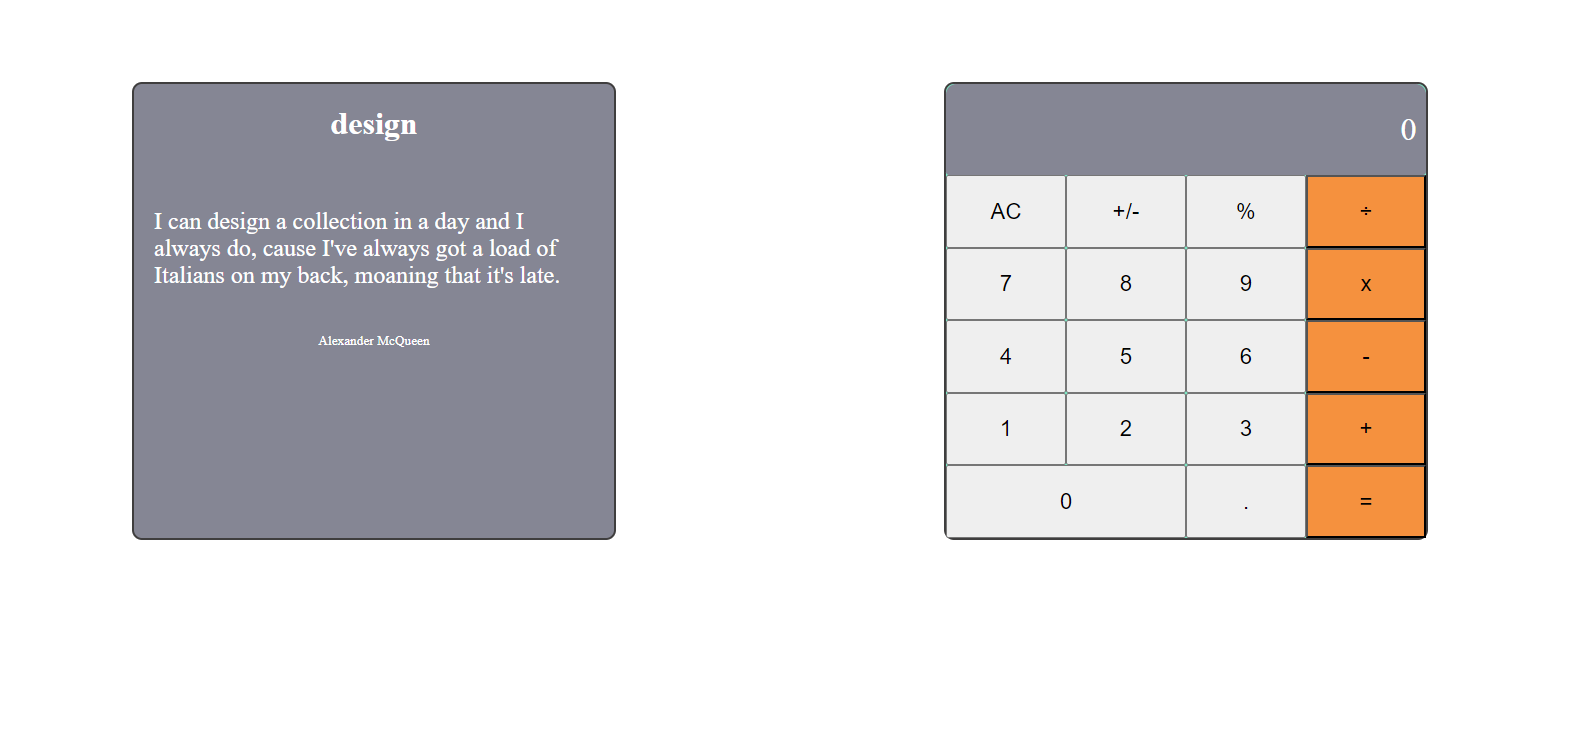 design
I can design a collection in a day and I
always do, cause I've always got a load of
Italians on my back, moaning that it's late.
Alexander McQueen
0
AC +/- % ÷
7 8 9 x
4 5 6 -
1 2 3 +
0 . =